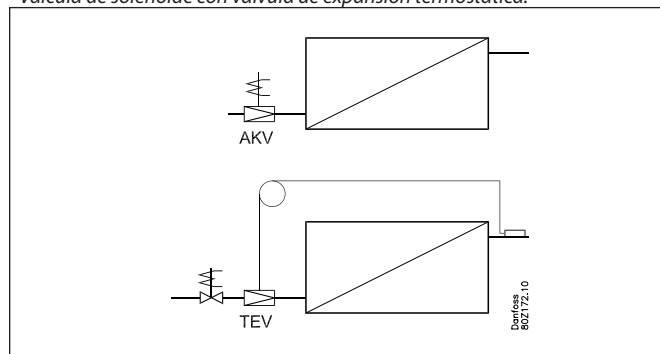 válvula de solenoide con válvula de expansión termostática.
AKV
TEV
Danfoss
80Z172.10